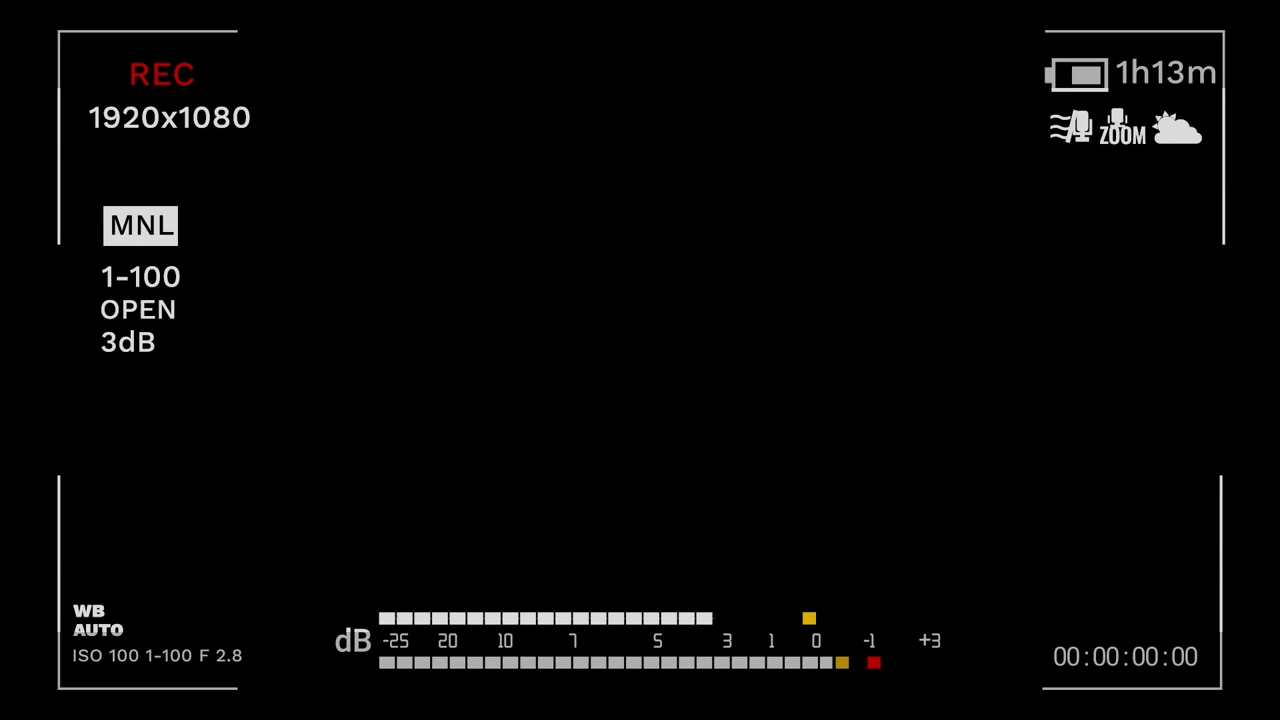 REC
1h13m
1920x1080
ZOOM
MNL
1-100
OPEN
3dB
WB
AUTO
ISO 100 1-100 F 2.8
dB -25 20 10 7 5 3 1 0 -1 +3
00:00:00:00